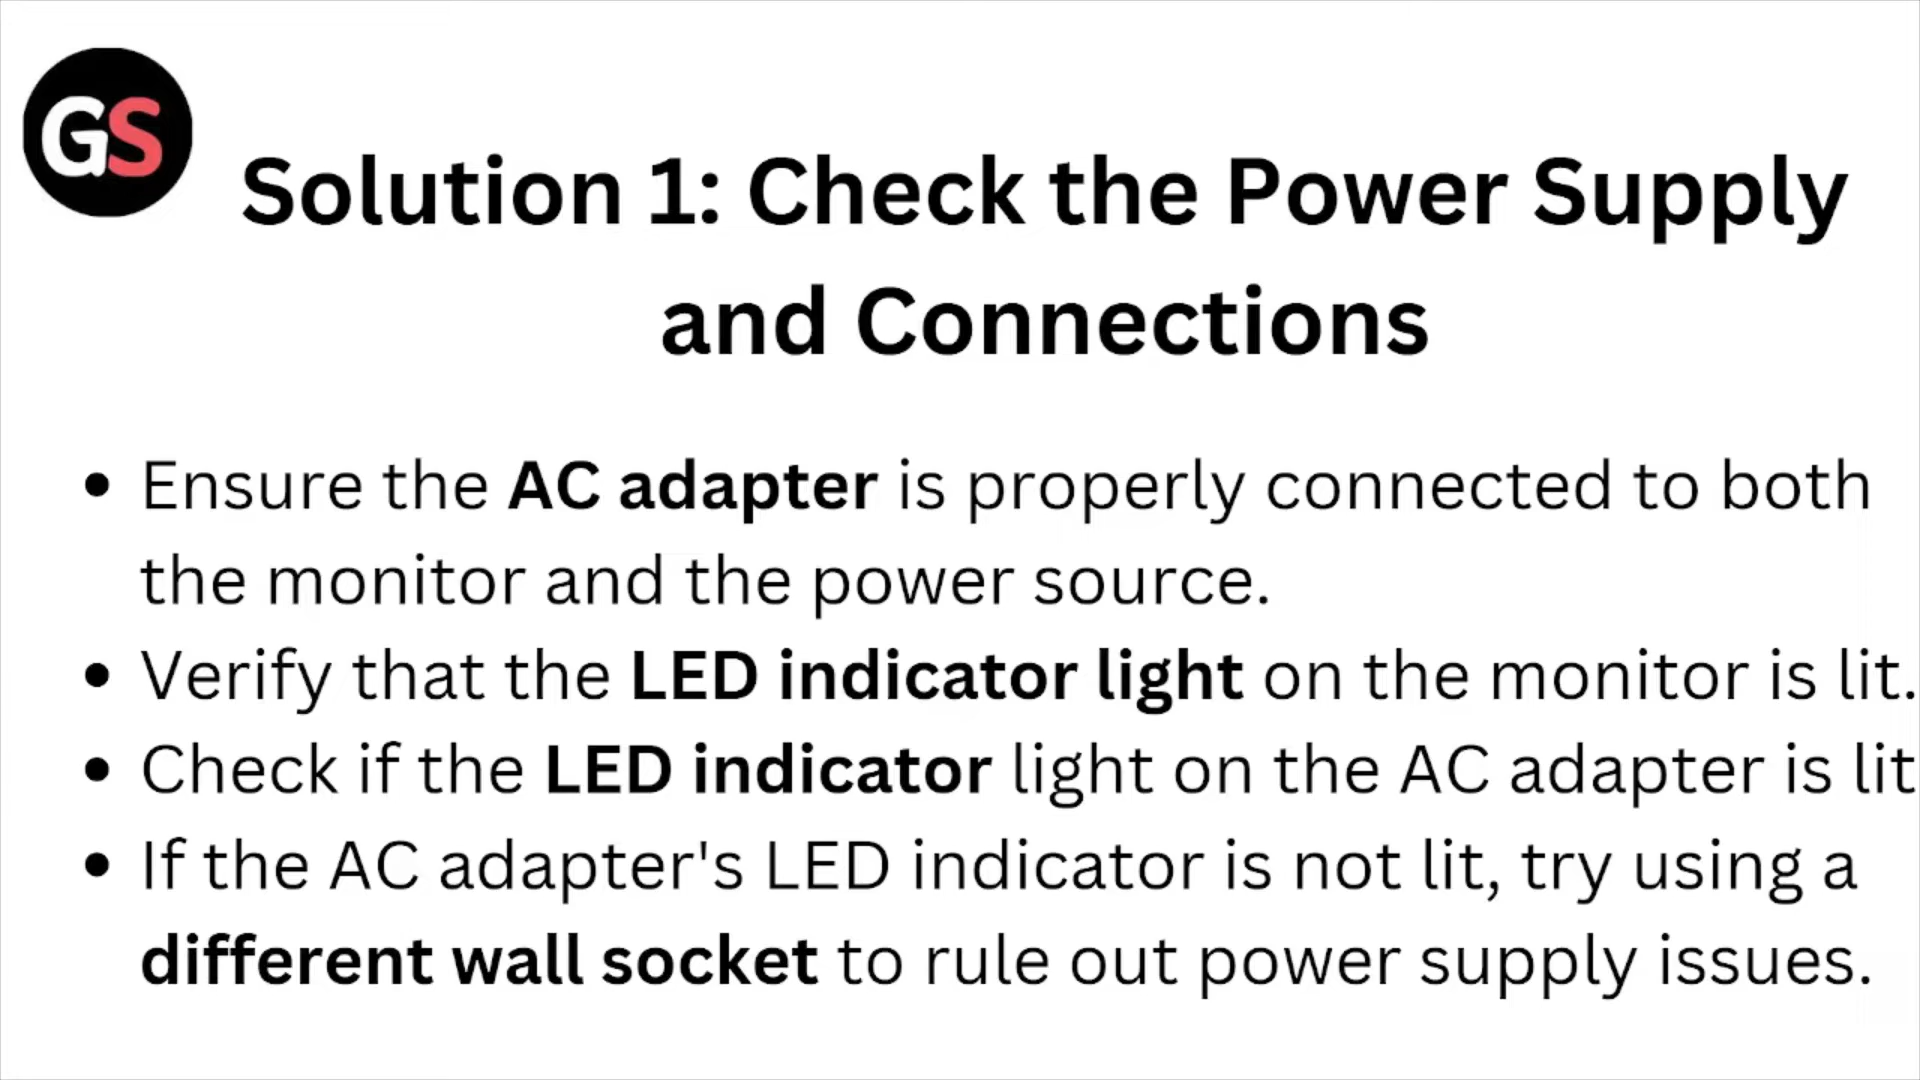 GS
Solution 1: Check the Power Supply
and Connections
• Ensure the AC adapter is properly connected to both
the monitor and the power source.
• Verify that the LED indicator light on the monitor is lit.
• Check if the LED indicator light on the AC adapter is lit
• If the AC adapter's LED indicator is not lit, try using a
different wall socket to rule out power supply issues.